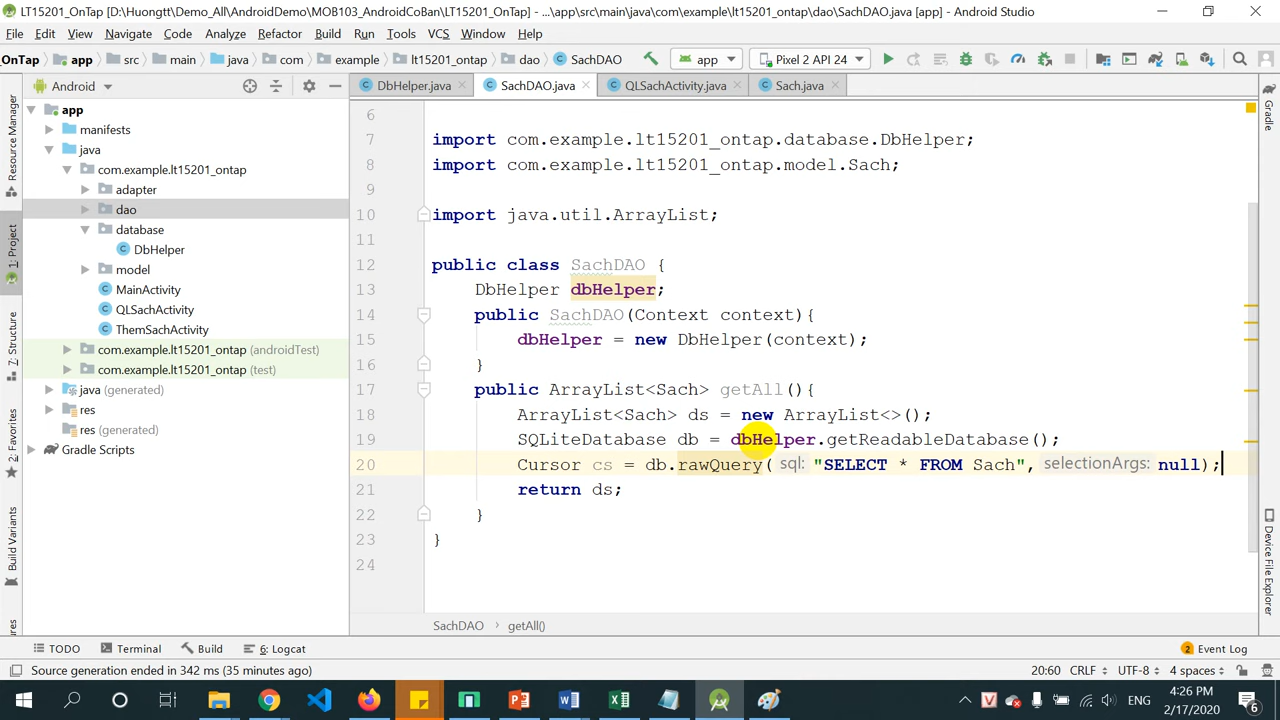 LT15201_OnTap [D:\Huongtt\Demo_All\AndroidDemo\MOB103_AndroidCoBan\LT15201_OnTap] - ...\app\src\main\java\com\example\lt15201_ontap\dao\SachDAO.java [app] - Android Studio
File Edit View Navigate Code Analyze Refactor Build Run Tools VCS Window Help
_OnTap app src main java com example lt15201_ontap dao SachDAO app Pixel 2 API 24
Android DbHelper.java SachDAO.java QLSachActivity.java Sach.java
Resource Manager
1: Project
7: Structure
2: Favorites
Build Variants
app
manifests
java
com.example.lt15201_ontap
adapter
dao
database
DbHelper
model
MainActivity
QLSachActivity
ThemSachActivity
com.example.lt15201_ontap (androidTest)
com.example.lt15201_ontap (test)
java (generated)
res
res (generated)
Gradle Scripts
6
7 import com.example.lt15201_ontap.database.DbHelper;
8 import com.example.lt15201_ontap.model.Sach;
9
10 import java.util.ArrayList;
11
12 public class SachDAO {
13 DbHelper dbHelper;
14 public SachDAO(Context context){
15 dbHelper = new DbHelper(context);
16 }
17 public ArrayList<Sach> getAll(){
18 ArrayList<Sach> ds = new ArrayList<>();
19 SQLiteDatabase db = dbHelper.getReadableDatabase();
20 Cursor cs = db.rawQuery( sql: "SELECT * FROM Sach", selectionArgs: null);
21 return ds;
22 }
23 }
24
Gradle
Device File Explorer
SachDAO getAll()
TODO Terminal Build 6: Logcat 2 Event Log
Source generation ended in 342 ms (35 minutes ago) 20:60 CRLF UTF-8 4 spaces
ENG 4:26 PM
2/17/2020 6